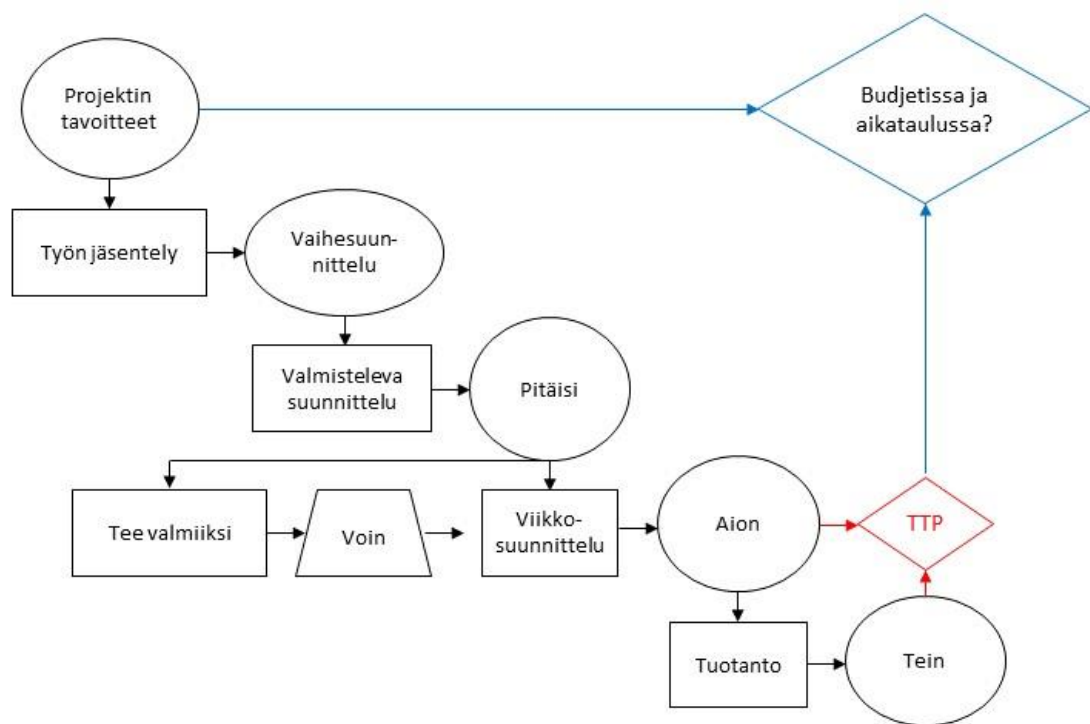 Projektin
tavoitteet
Budjetissa ja
aikataulussa?
Työn jäsentely
Vaihesuun-
nittelu
Valmisteleva
suunnittelu
Pitäisi
Tee valmiiksi
Voin
Viikko-
suunnittelu
Aion
TTP
Tuotanto
Tein